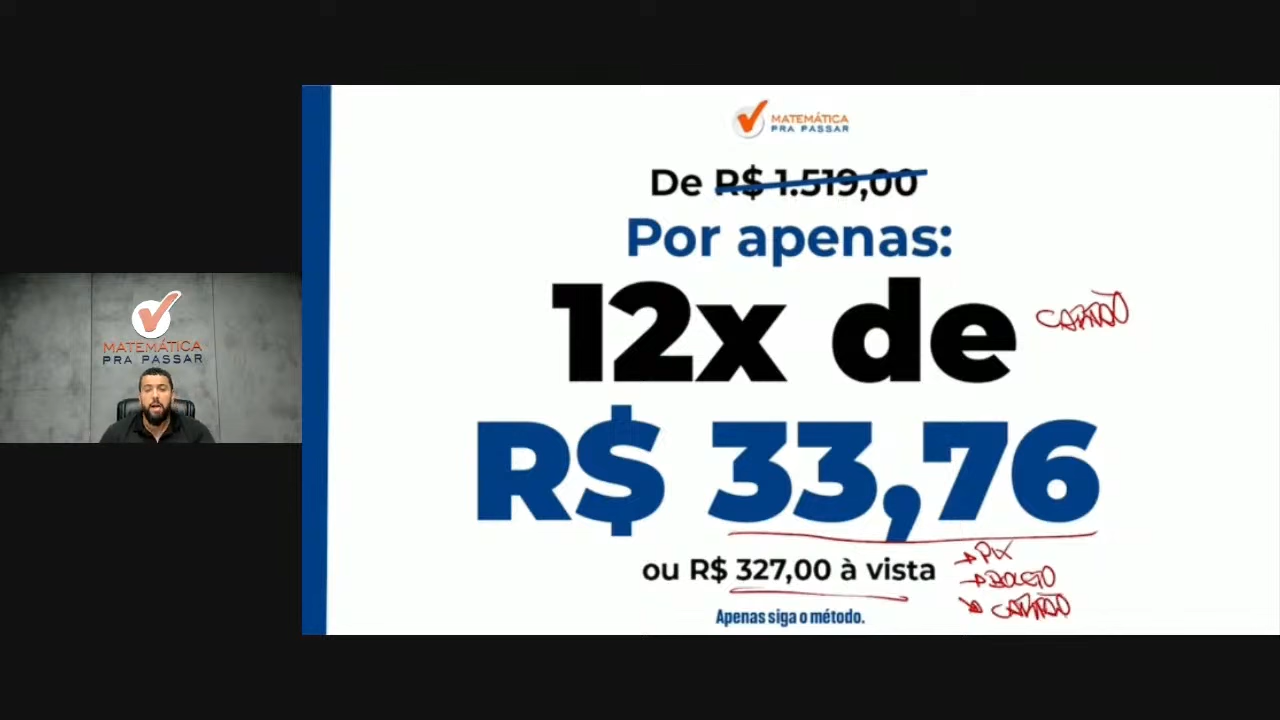 MATEMÁTICA
PRA PASSAR
MATEMÁTICA
PRA PASSAR
De R$ 1.519,00
Por apenas:
12x de
CARTÃO
R$ 33,76
ou R$ 327,00 à vista
→ PIX
→ BOLETO
→ CARTÃO
Apenas siga o método.